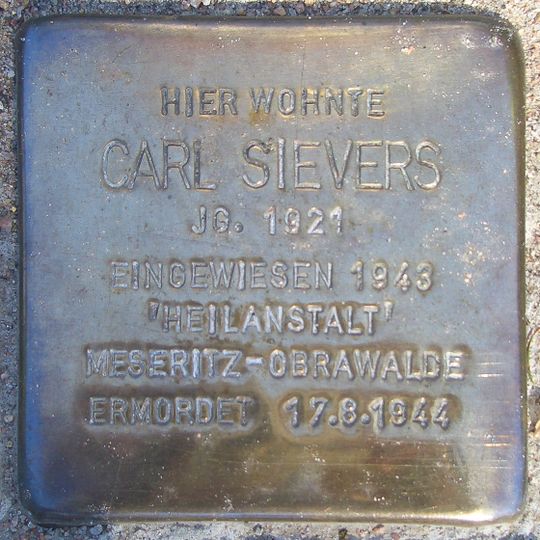 HIER WOHNTE
CARL SIEVERS
JG. 1921
EINGEWIESEN 1943
'HEILANSTALT'
MESERITZ-OBRAWALDE
ERMORDET 17.8.1944